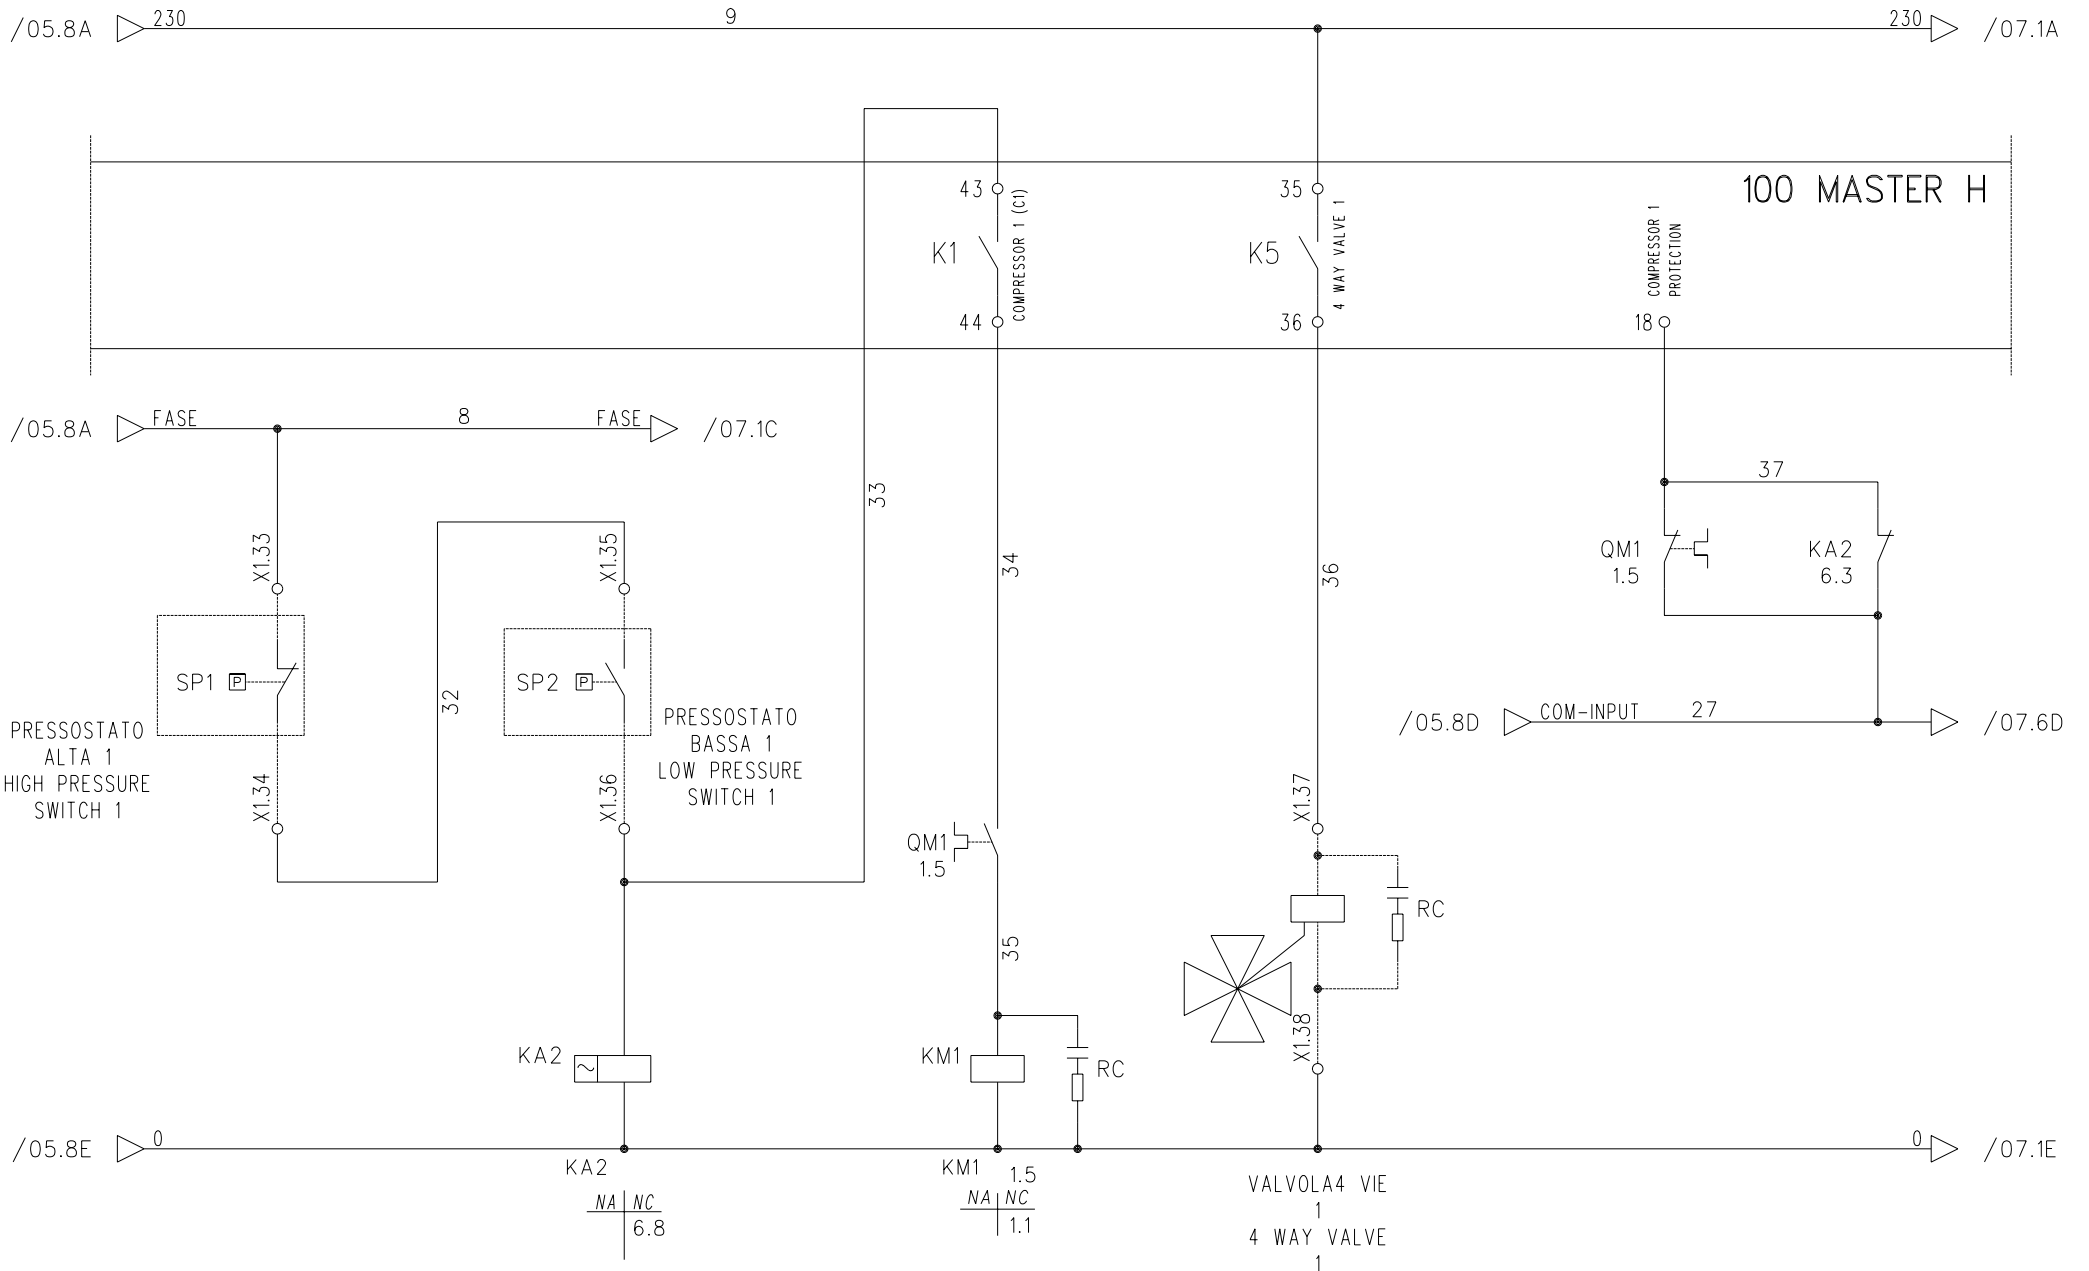 /05.8A
230
9
230
/07.1A
100 MASTER H
43
K1
COMPRESSOR 1 (C1)
44
35
K5
4 WAY VALVE 1
36
COMPRESSOR 1
PROTECTION
18
/05.8A
FASE
8
FASE
/07.1C
33
34
36
37
X1.33
X1.35
QM1
1.5
KA2
6.3
SP1
P
32
SP2
P
PRESSOSTATO
ALTA 1
HIGH PRESSURE
SWITCH 1
PRESSOSTATO
BASSA 1
LOW PRESSURE
SWITCH 1
/05.8D
COM-INPUT
27
/07.6D
X1.34
X1.36
X1.37
QM1
1.5
RC
35
X1.38
KA2
~
KM1
RC
/05.8E
0
0
/07.1E
KA2
NA NC
6.8
KM1
1.5
NA NC
1.1
VALVOLA4 VIE
1
4 WAY VALVE
1